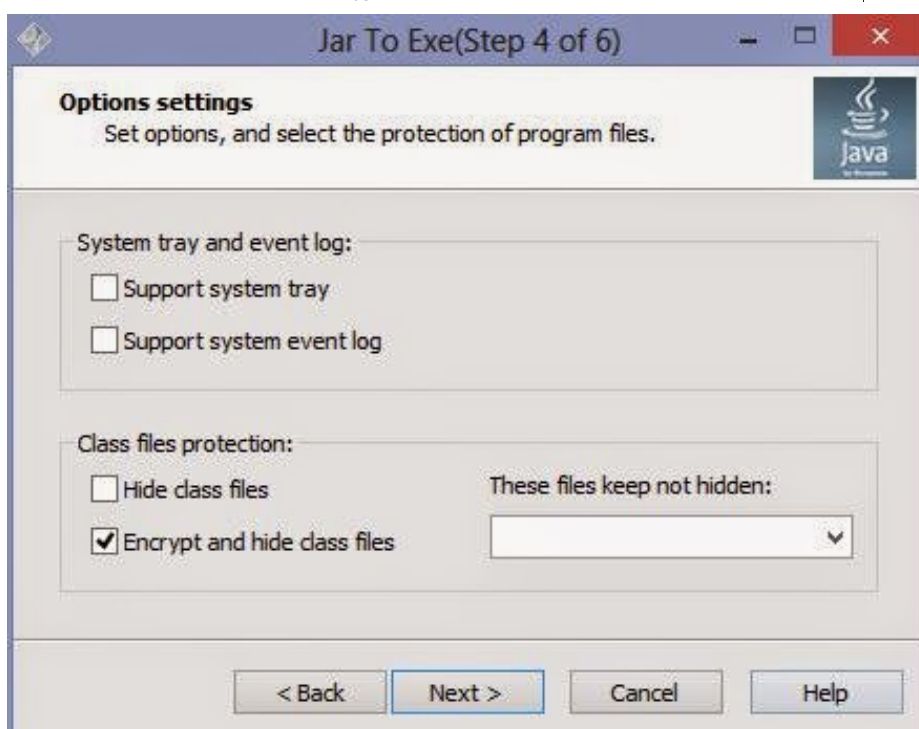 Jar To Exe(Step 4 of 6)
Options settings
Set options, and select the protection of program files.
Java
System tray and event log:
Support system tray
Support system event log
Class files protection:
Hide class files
These files keep not hidden:
Encrypt and hide class files
< Back
Next >
Cancel
Help